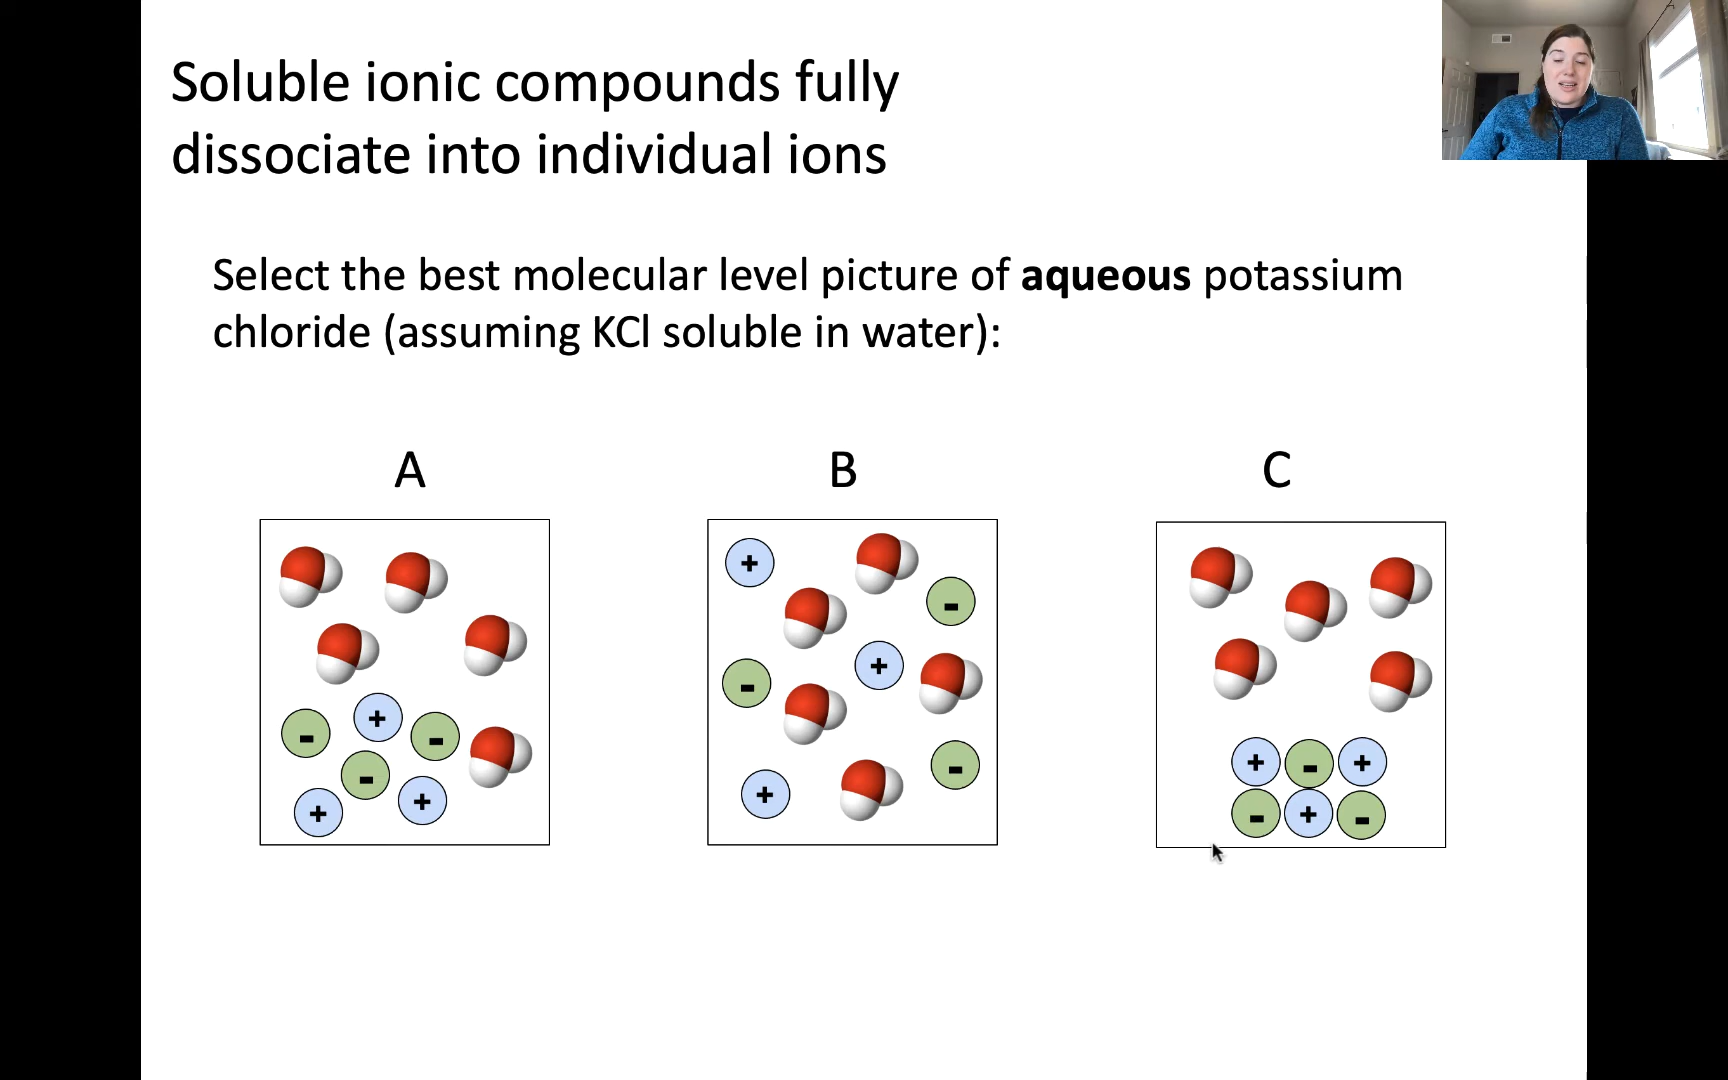 Soluble ionic compounds fully
dissociate into individual ions
Select the best molecular level picture of aqueous potassium
chloride (assuming KCl soluble in water):
A B C
+ -
- +
+ -
- + -
- 
+ +
+ - +
- + -